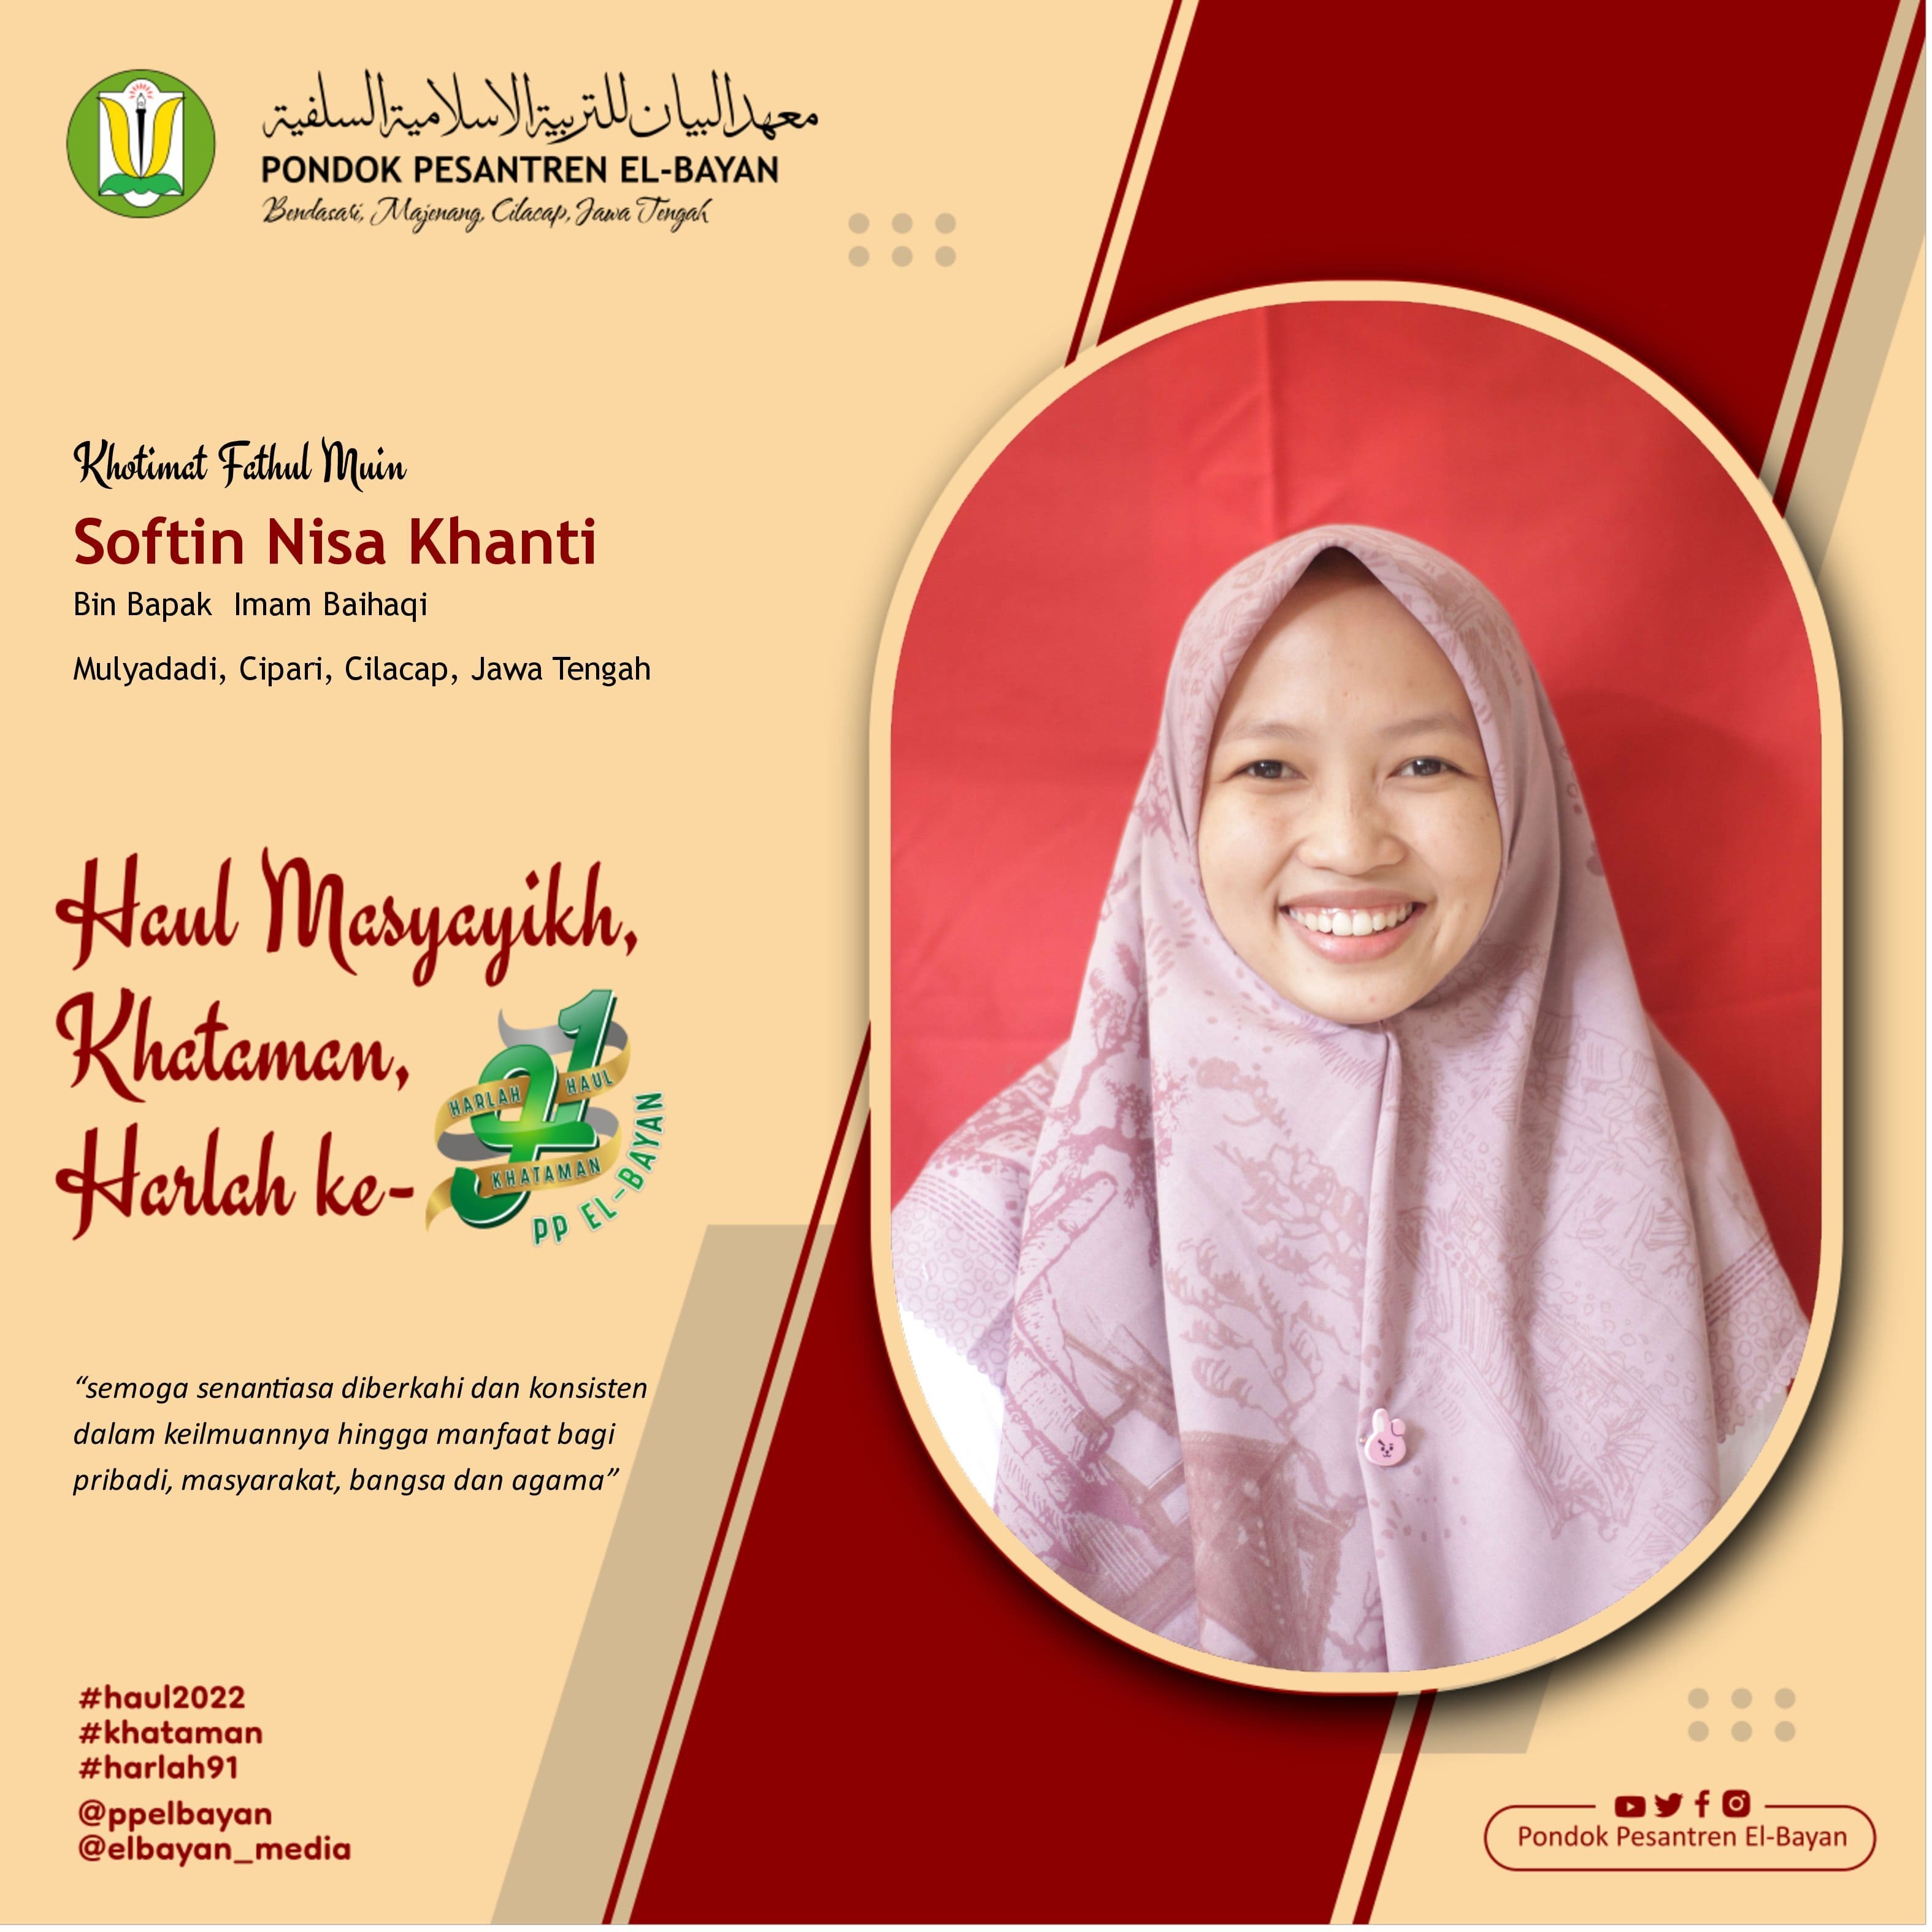 معهد البيان للتربية الاسلامية السلفية
PONDOK PESANTREN EL-BAYAN
Bendasari, Majenang, Cilacap, Jawa Tengah
Khotimat Fathul Muin
Softin Nisa Khanti
Bin Bapak Imam Baihaqi
Mulyadadi, Cipari, Cilacap, Jawa Tengah
Haul Masyayikh,
Khataman,
Harlah ke-
91
HARLAH HAUL
KHATAMAN
PP EL-BAYAN
“semoga senantiasa diberkahi dan konsisten
dalam keilmuannya hingga manfaat bagi
pribadi, masyarakat, bangsa dan agama”
#haul2022
#khataman
#harlah91
@ppelbayan
@elbayan_media
Pondok Pesantren El-Bayan